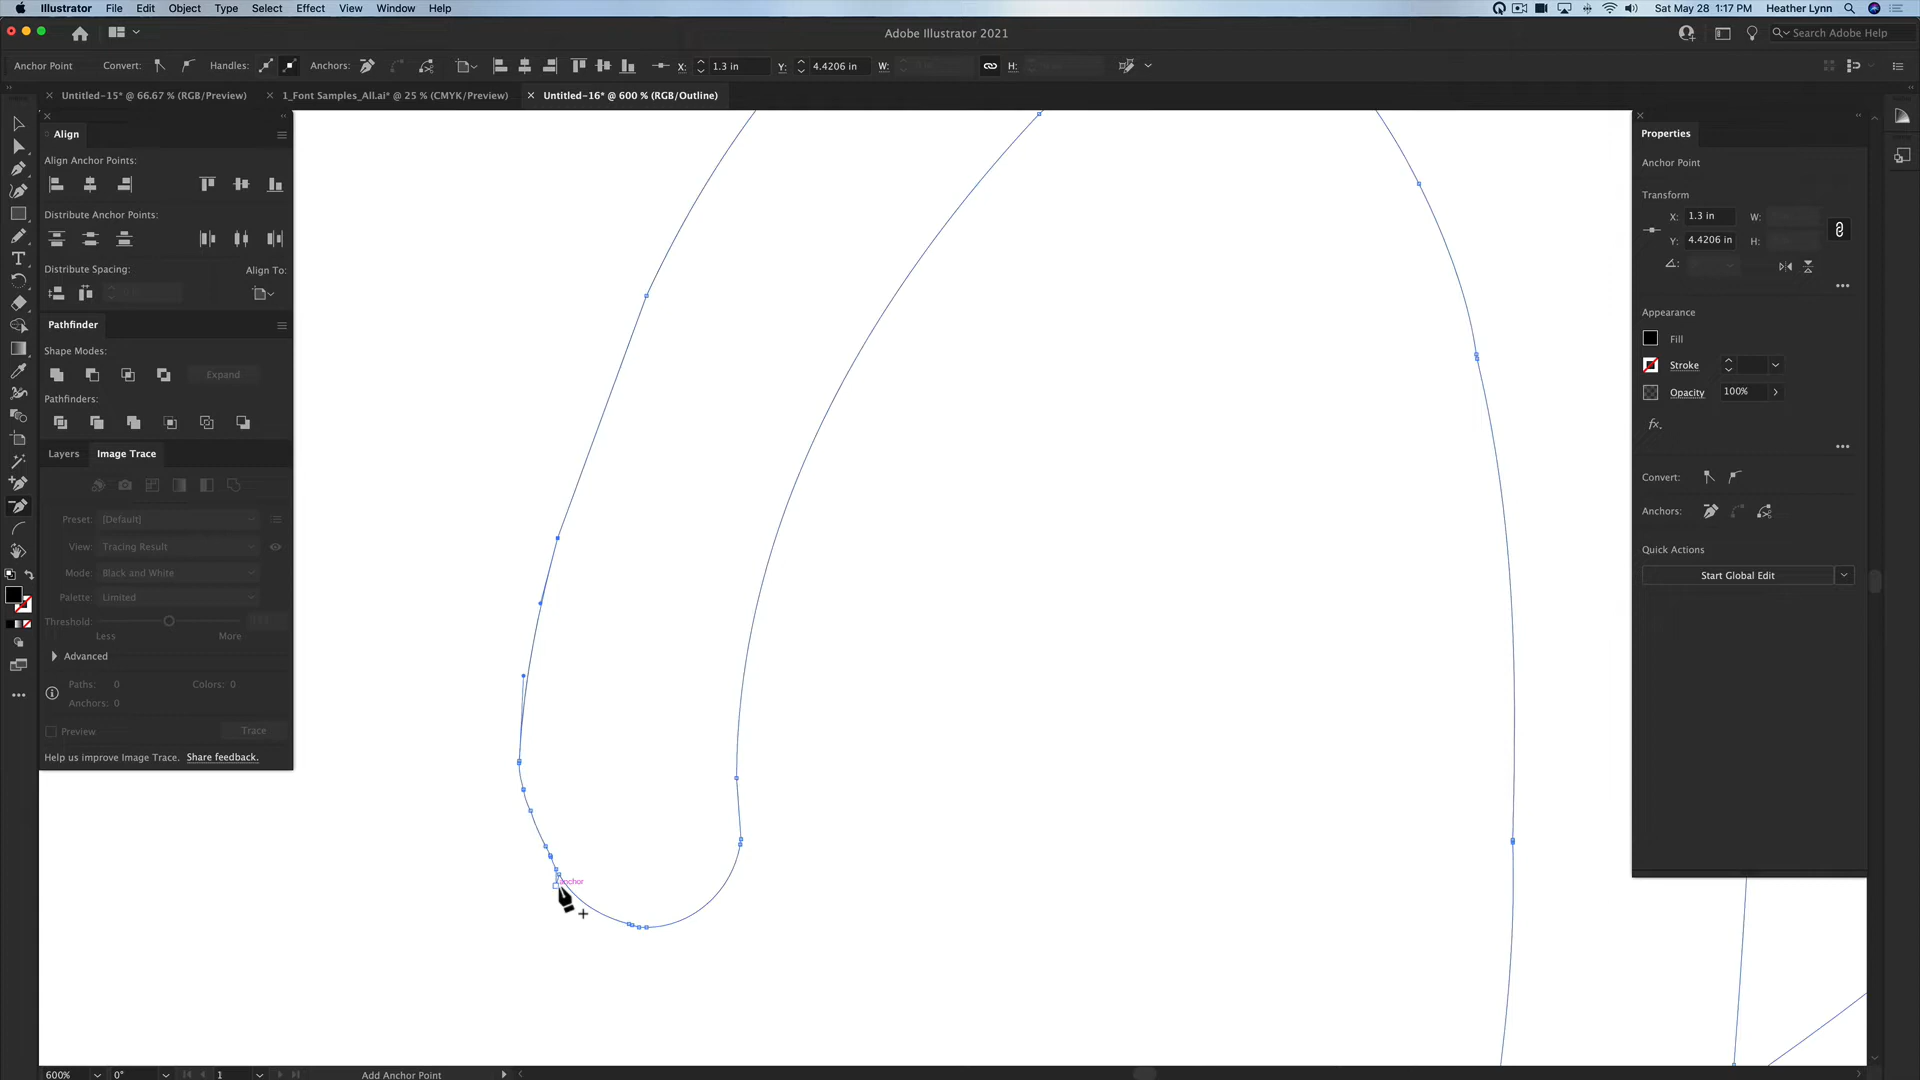 Illustrator File Edit Object Type Select Effect View Window Help
Sat May 28 1:17 PM Heather Lynn
Adobe Illustrator 2021
Search Adobe Help
Anchor Point Convert: Handles: Anchors: X: 1.3 in Y: 4.4206 in W: H:
Untitled-15* @ 66.67 % (RGB/Preview) 1_Font Samples_All.ai* @ 25 % (CMYK/Preview) Untitled-16* @ 600 % (RGB/Outline)
Align
Align Anchor Points:
Distribute Anchor Points:
Distribute Spacing: Align To:
Pathfinder
Shape Modes:
Expand
Pathfinders:
Layers Image Trace
Preset: [Default]
View: Tracing Result
Mode: Black and White
Palette: Limited
Threshold:
Less More
Advanced
Paths: 0 Colors: 0
Anchors: 0
Preview Trace
Help us improve Image Trace. Share feedback.
anchor
Properties
Anchor Point
Transform
X: 1.3 in W:
Y: 4.4206 in H:
Appearance
Fill
Stroke
Opacity 100%
fx.
Convert:
Anchors:
Quick Actions
Start Global Edit
600% 0° 1 Add Anchor Point